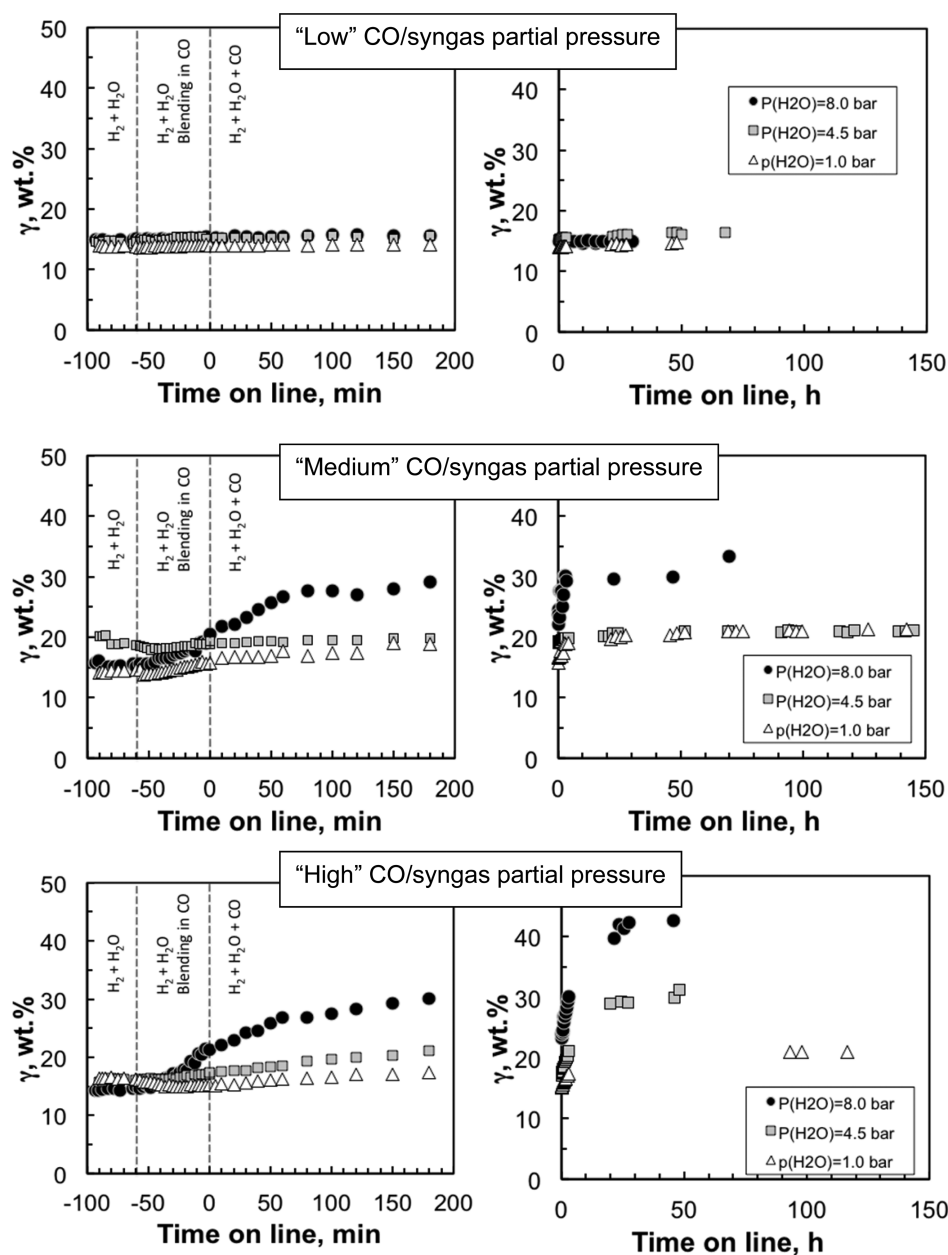 “Low” CO/syngas partial pressure
50
40
30
20
10
0
γ, wt.%
H2 + H2O
H2 + H2O
Blending in CO
H2 + H2O + CO
-100 -50 0 50 100 150 200
Time on line, min
50
40
30
20
10
0
γ, wt.%
P(H2O)=8.0 bar
P(H2O)=4.5 bar
p(H2O)=1.0 bar
0 50 100 150
Time on line, h
“Medium” CO/syngas partial pressure
50
40
30
20
10
0
γ, wt.%
H2 + H2O
H2 + H2O
Blending in CO
H2 + H2O + CO
-100 -50 0 50 100 150 200
Time on line, min
50
40
30
20
10
0
γ, wt.%
P(H2O)=8.0 bar
P(H2O)=4.5 bar
p(H2O)=1.0 bar
0 50 100 150
Time on line, h
“High” CO/syngas partial pressure
50
40
30
20
10
0
γ, wt.%
H2 + H2O
H2 + H2O
Blending in CO
H2 + H2O + CO
-100 -50 0 50 100 150 200
Time on line, min
40
30
20
10
0
γ, wt.%
P(H2O)=8.0 bar
P(H2O)=4.5 bar
p(H2O)=1.0 bar
0 50 100 150
Time on line, h